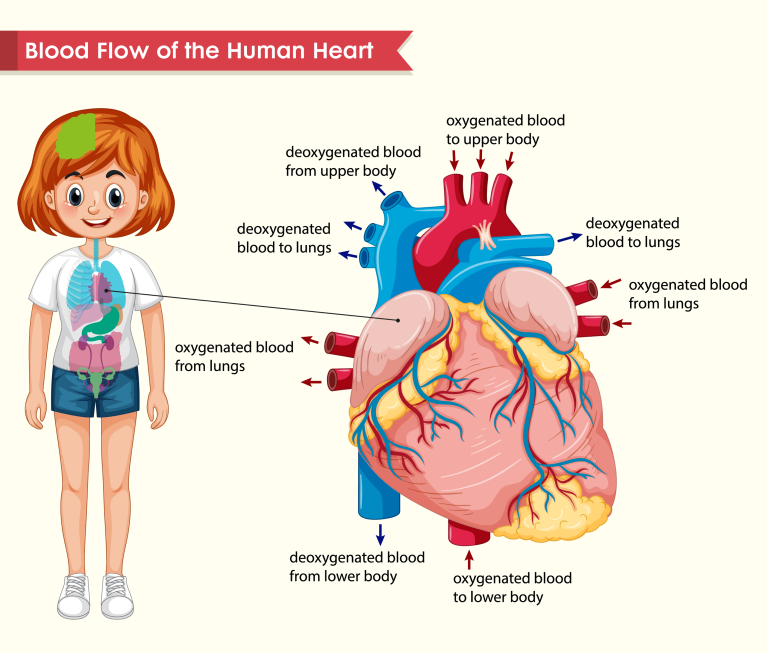 Blood Flow of the Human Heart
oxygenated blood
to upper body
deoxygenated blood
from upper body
deoxygenated
blood to lungs
deoxygenated
blood to lungs
oxygenated blood
from lungs
oxygenated blood
from lungs
deoxygenated blood
from lower body
oxygenated blood
to lower body